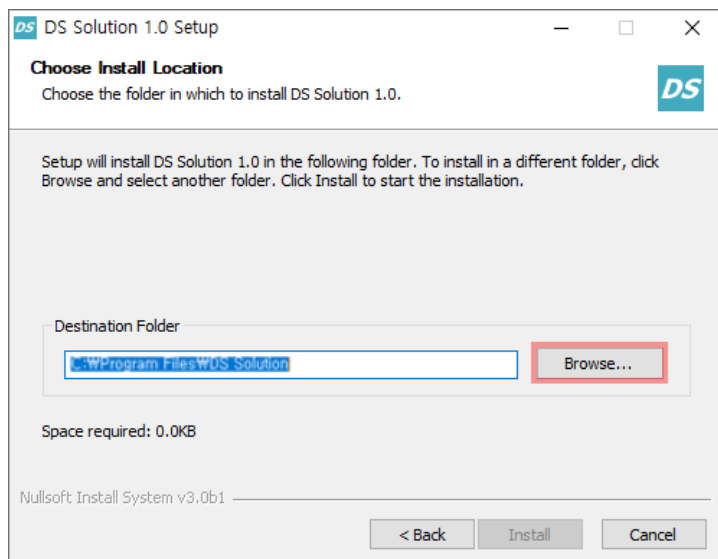 DS DS Solution 1.0 Setup
Choose Install Location
Choose the folder in which to install DS Solution 1.0.
DS
Setup will install DS Solution 1.0 in the following folder. To install in a different folder, click
Browse and select another folder. Click Install to start the installation.
Destination Folder
C:₩Program Files₩DS Solution
Browse...
Space required: 0.0KB
Nullsoft Install System v3.0b1
< Back Install Cancel